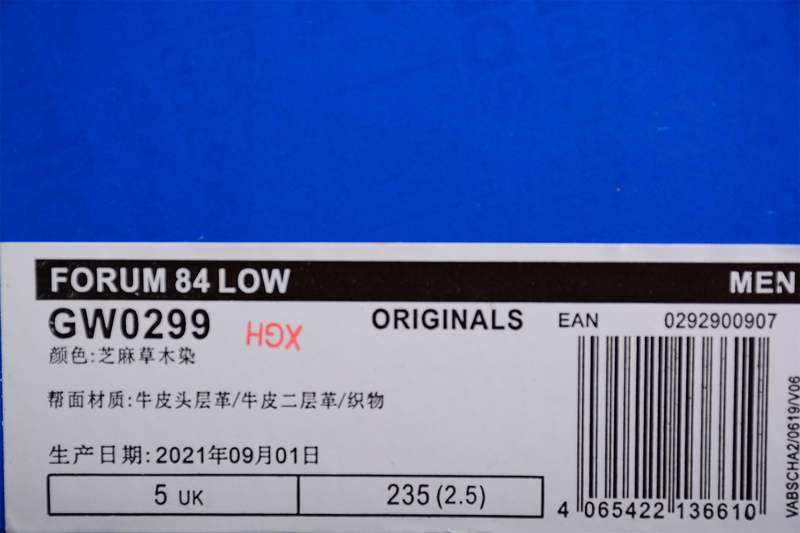 FORUM 84 LOW MEN
GW0299 XGH ORIGINALS EAN 0292900907
颜色:芝麻草木染
帮面材质:牛皮头层革/牛皮二层革/织物
生产日期:2021年09月01日
5 UK 235 (2.5)
4 065422 136610
VABSCHA2/0619/V06